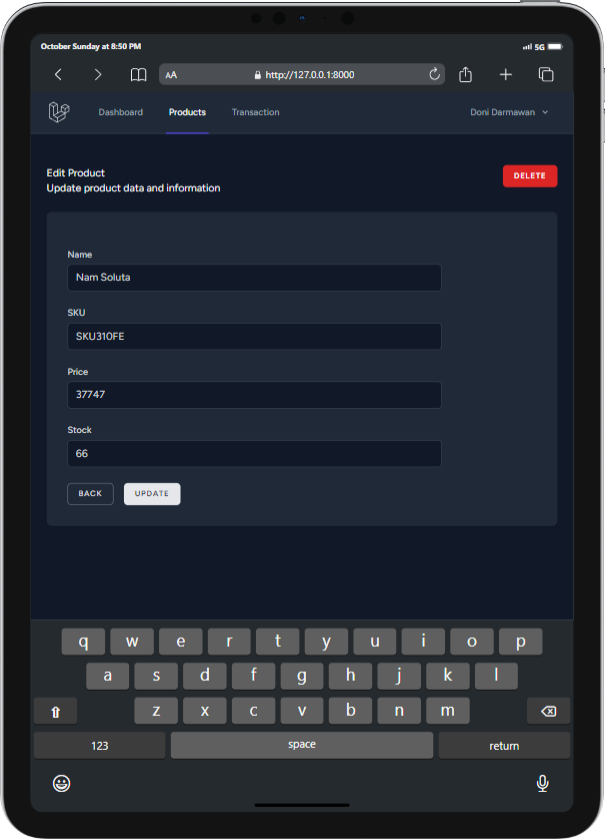 October Sunday at 8:50 PM
5G
AA
http://127.0.0.1:8000
Dashboard
Products
Transaction
Doni Darmawan
Edit Product
Update product data and information
DELETE
Name
Nam Soluta
SKU
SKU310FE
Price
37747
Stock
66
BACK
UPDATE
q w e r t y u i o p
a s d f g h j k l
z x c v b n m
123
space
return